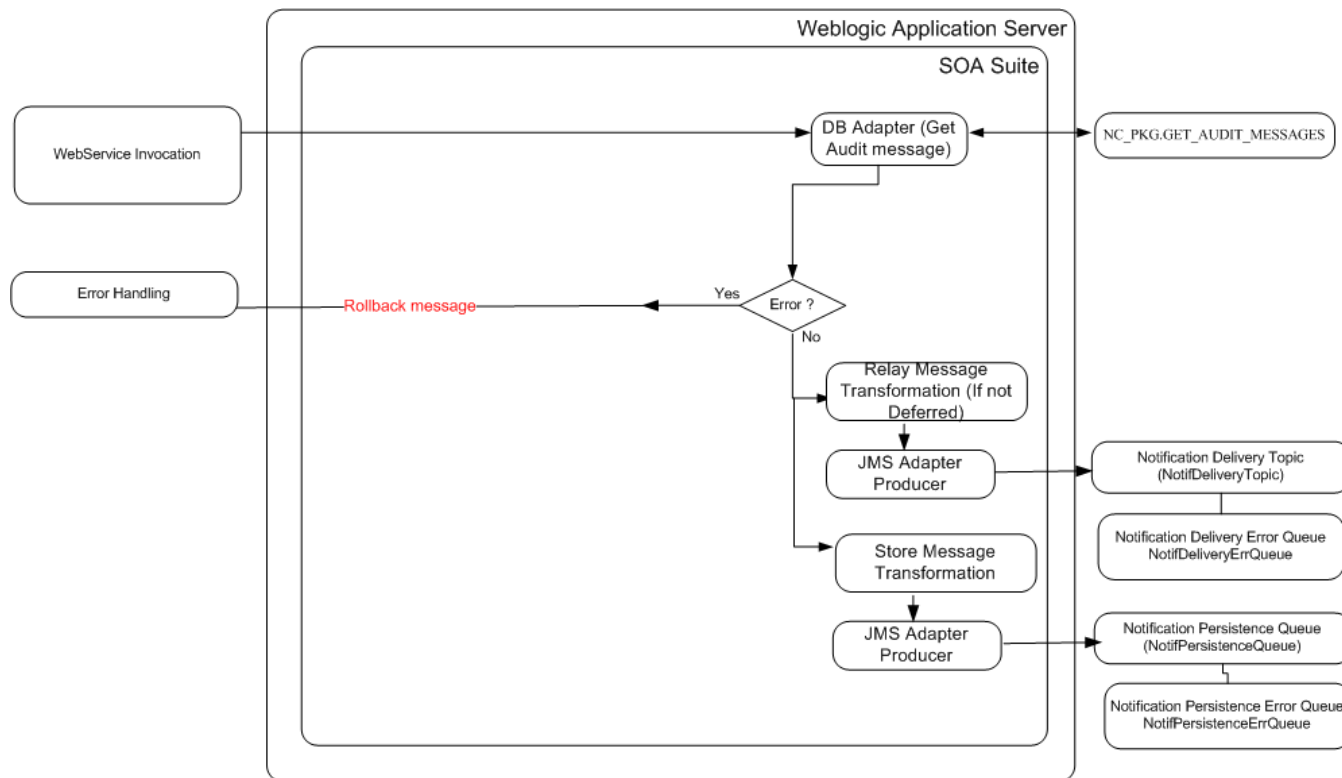 Weblogic Application Server
SOA Suite
WebService Invocation
DB Adapter (Get
Audit message)
NC_PKG.GET_AUDIT_MESSAGES
Error Handling
Rollback message
Yes
Error ?
No
Relay Message
Transformation (If not
Deferred)
JMS Adapter
Producer
Notification Delivery Topic
(NotifDeliveryTopic)
Notification Delivery Error Queue
NotifDeliveryErrQueue
Store Message
Transformation
JMS Adapter
Producer
Notification Persistence Queue
(NotifPersistenceQueue)
Notification Persistence Error Queue
NotifPersistenceErrQueue